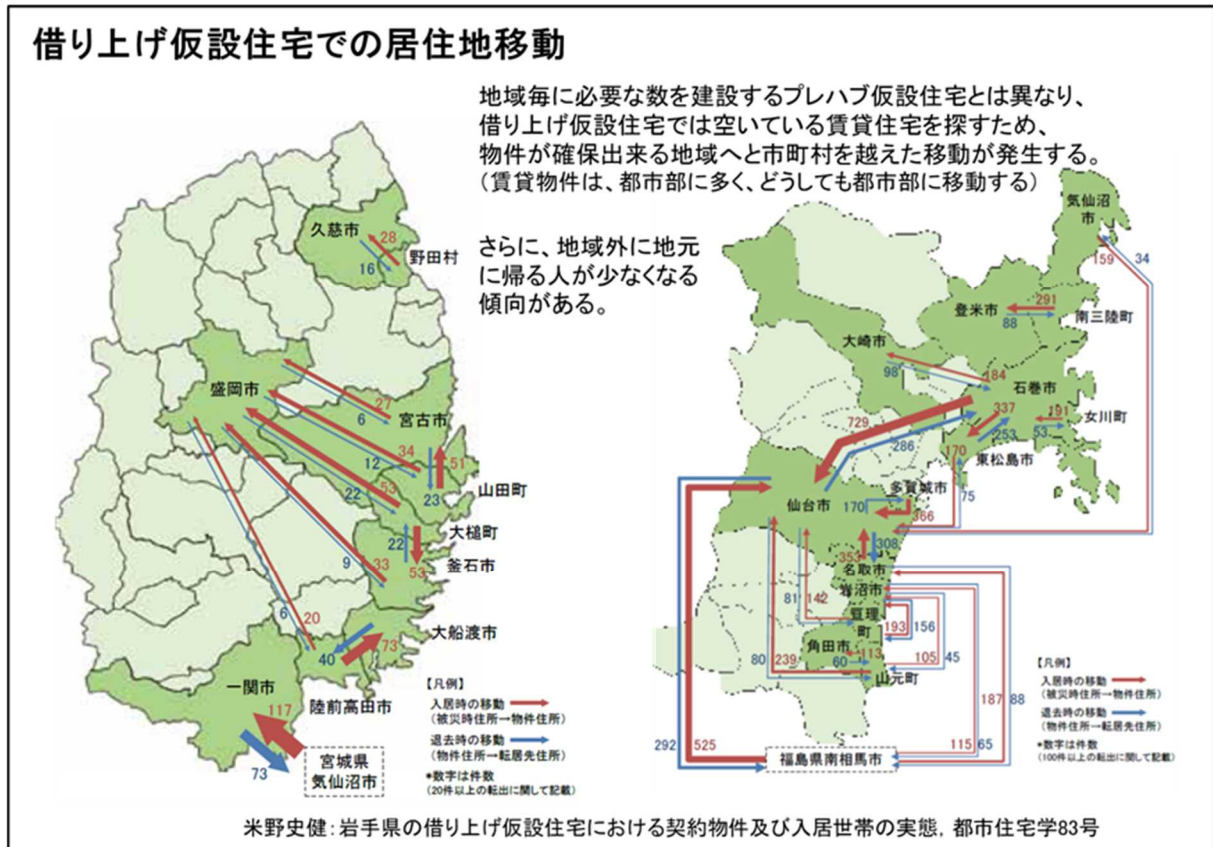 借り上げ仮設住宅での居住地移動
地域毎に必要な数を建設するプレハブ仮設住宅とは異なり、
借り上げ仮設住宅では空いている賃貸住宅を探すため、
物件が確保出来る地域へと市町村を越えた移動が発生する。
（賃貸物件は、都市部に多く、どうしても都市部に移動する）
さらに、地域外に地元
に帰る人が少なくなる
傾向がある。
久慈市
28
16
野田村
盛岡市
27
6
宮古市
34
12
51
23
山田町
53
22
大槌町
22
53
釜石市
33
9
20
6
大船渡市
40
73
陸前高田市
一関市
117
73
宮城県
気仙沼市
【凡例】
入居時の移動
（被災時住所→物件住所）
退去時の移動
（物件住所→転居先住所）
*数字は件数
（20件以上の転出に関して記載）
気仙沼
市
159
34
登米市
291
88
南三陸町
大崎市
98
184
石巻市
729
286
337
253
191
53
女川町
東松島市
170
75
多賀城市
仙台市
170
366
353
308
名取市
岩沼市
81
142
亘理
町
193
156
角田市
113
60
105
45
80
239
山元町
187
88
292
525
115
65
福島県南相馬市
【凡例】
入居時の移動
（被災時住所→物件住所）
退去時の移動
（物件住所→転居先住所）
*数字は件数
（100件以上の転出に関して記載）
米野史健：岩手県の借り上げ仮設住宅における契約物件及び入居世帯の実態，都市住宅学83号